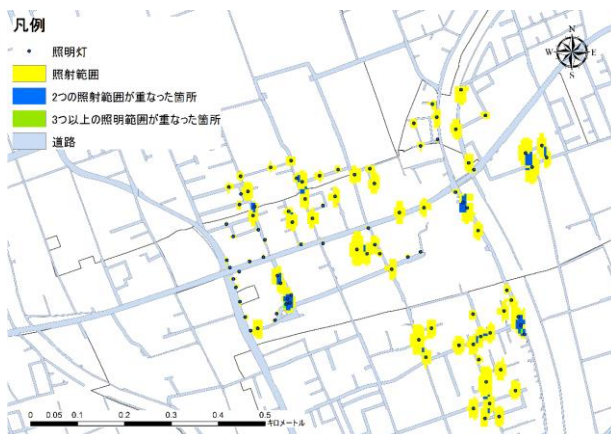 凡例
照明灯
照射範囲
2つの照射範囲が重なった箇所
3つ以上の照明範囲が重なった箇所
道路
N
W E
S
0 0.05 0.1 0.2 0.3 0.4 0.5
キロメートル